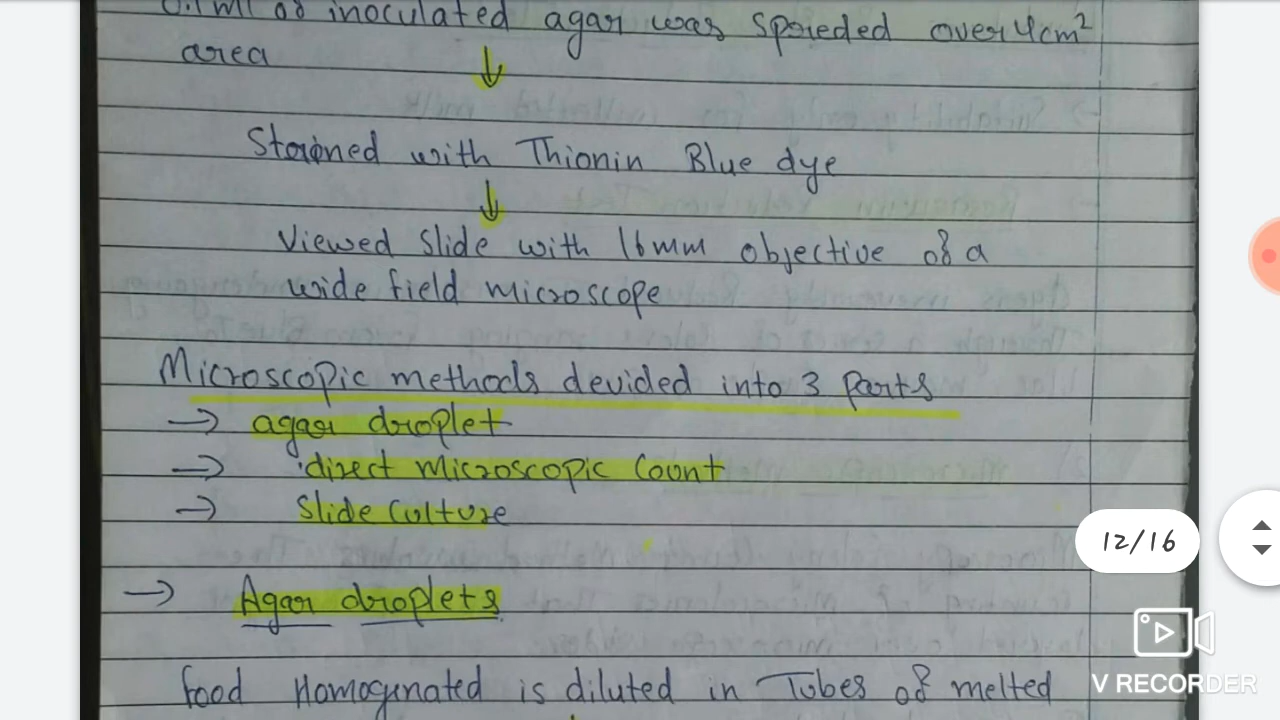 0.1ml of inoculated agar was spreded over 4cm²
area
↓
Stained with Thionin Blue dye
↓
Viewed slide with 16mm objective of a
wide field microscope
Microscopic methods devided into 3 parts
→ agar droplet
→ direct microscopic count
→ Slide culture
→ Agar droplets
food Homogenated is diluted in Tubes of melted
12/16
V RECORDER